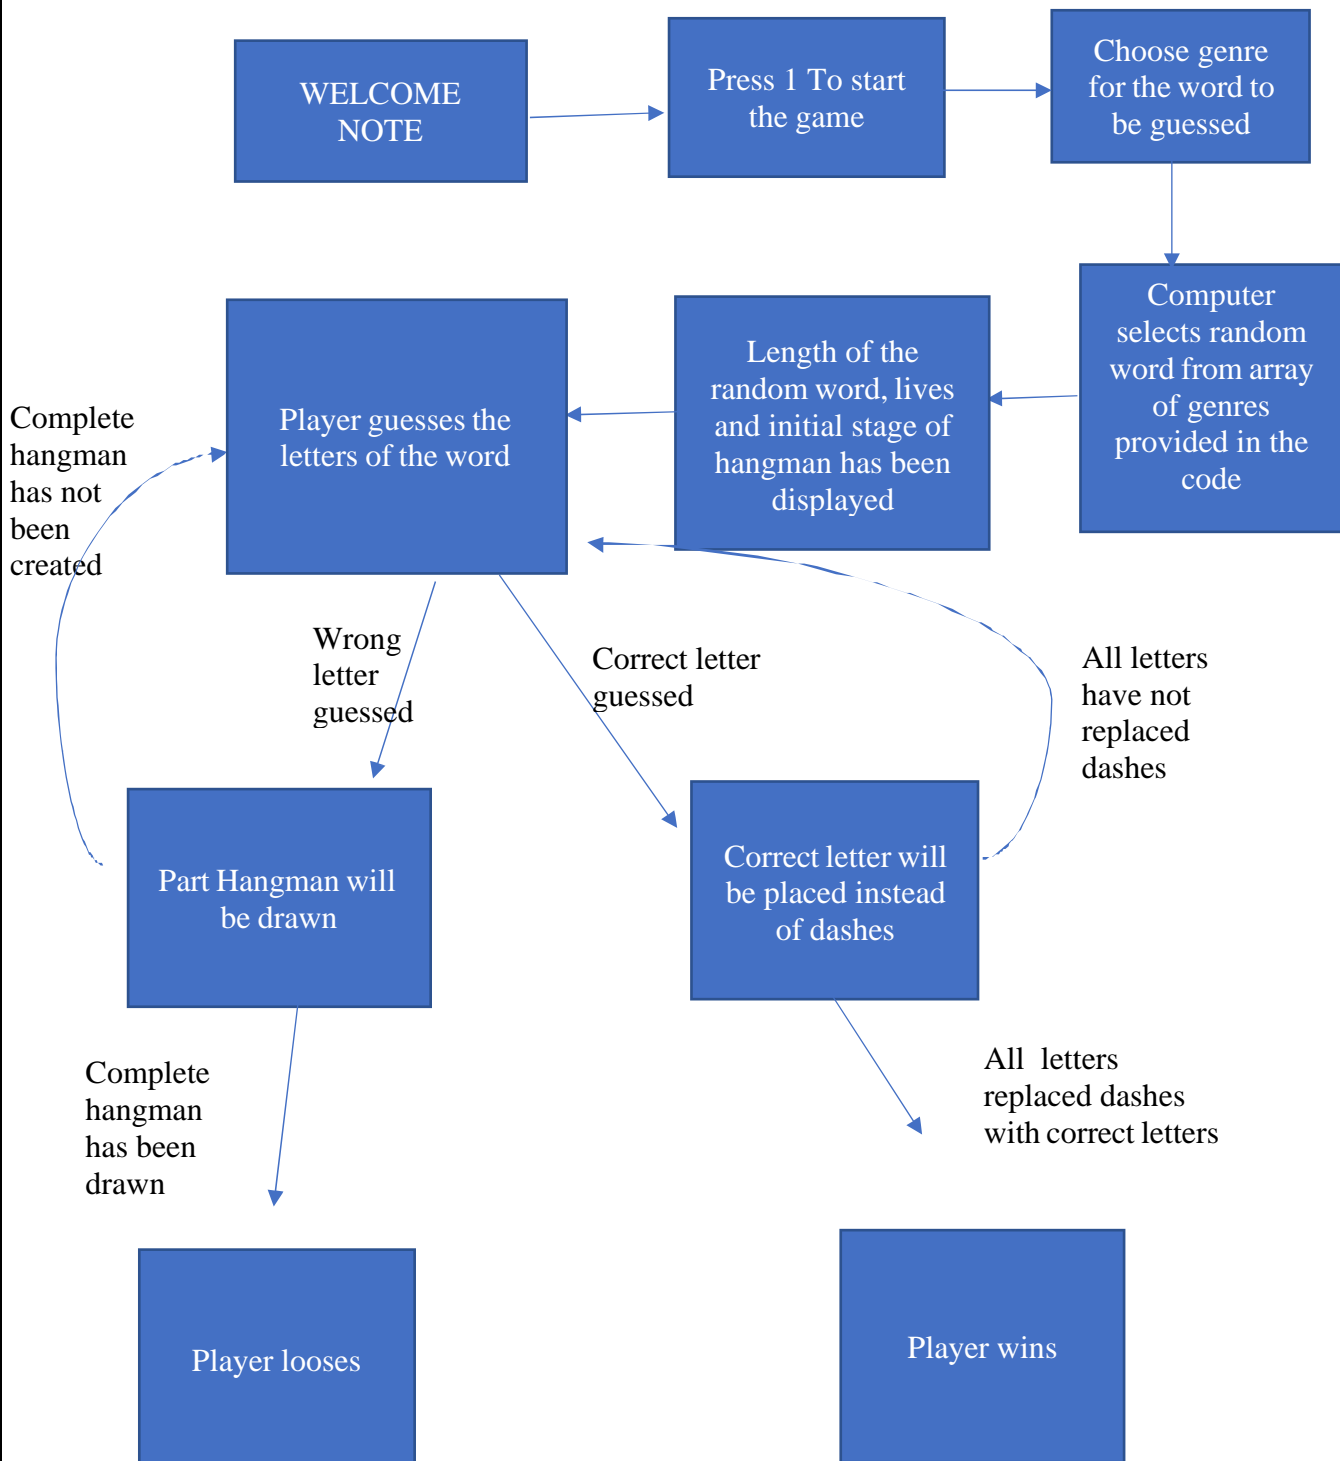 WELCOME
NOTE
Press 1 To start
the game
Choose genre
for the word to
be guessed
Computer
selects random
word from array
of genres
provided in the
code
Length of the
random word, lives
and initial stage of
hangman has been
displayed
Player guesses the
letters of the word
Complete
hangman
has not
been
created
Wrong
letter
guessed
Correct letter
guessed
All letters
have not
replaced
dashes
Part Hangman will
be drawn
Correct letter will
be placed instead
of dashes
Complete
hangman
has been
drawn
All letters
replaced dashes
with correct letters
Player looses
Player wins